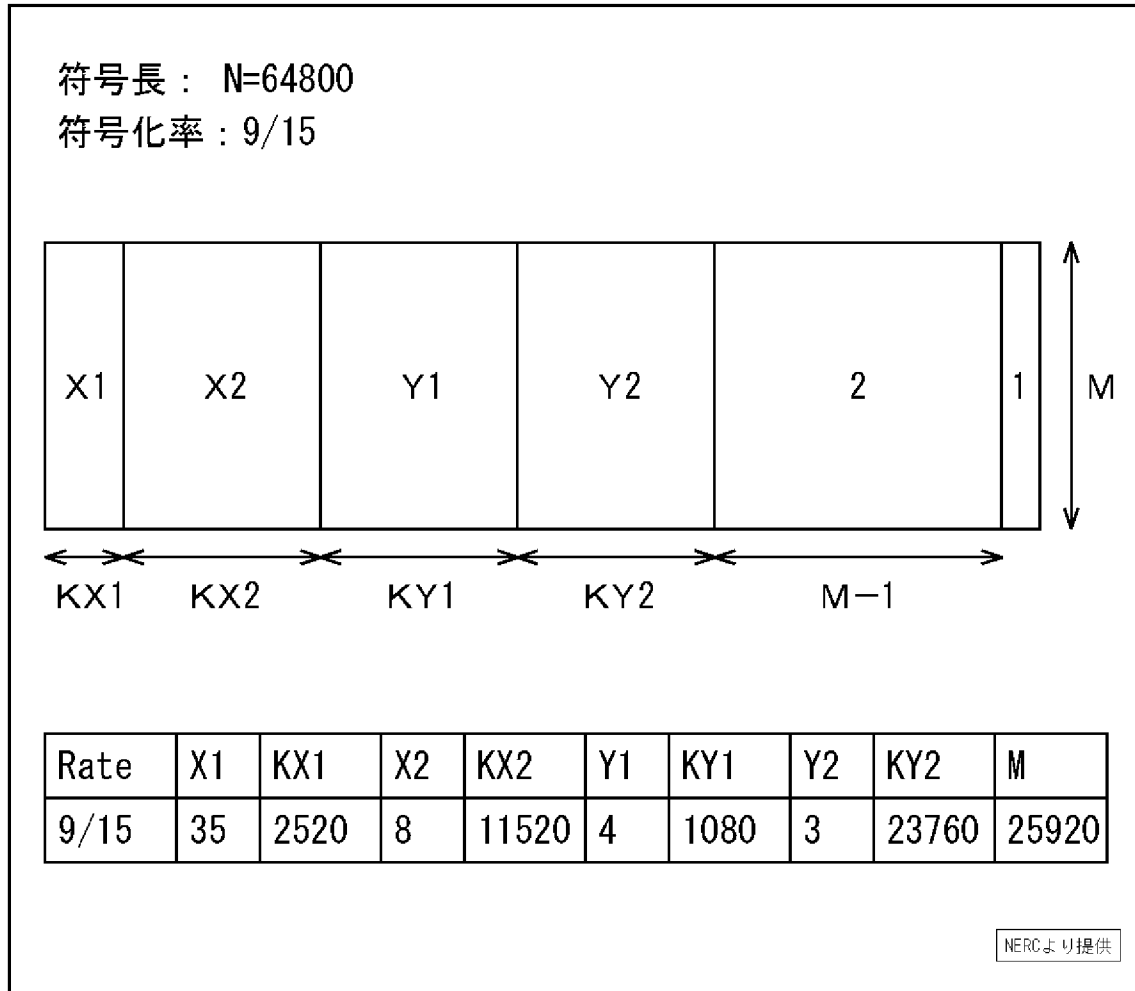 符号長： N=64800
符号化率：9/15
X1 X2 Y1 Y2 2 1 M
KX1 KX2 KY1 KY2 M−1
Rate X1 KX1 X2 KX2 Y1 KY1 Y2 KY2 M
9/15 35 2520 8 11520 4 1080 3 23760 25920
NERCより提供